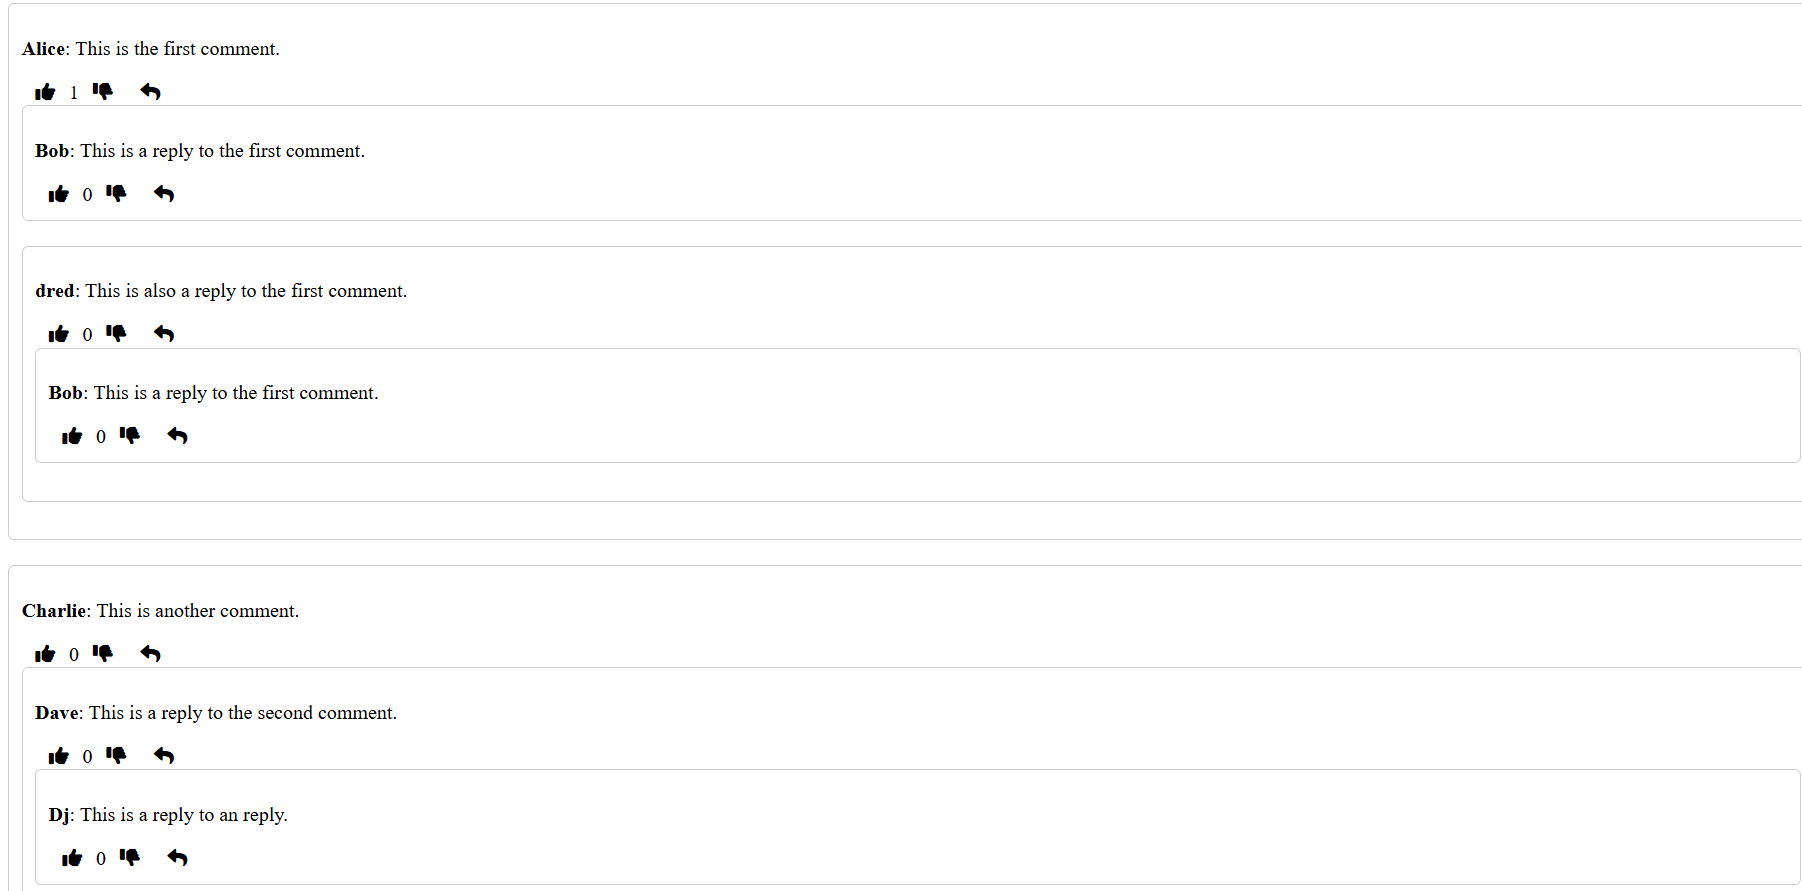 Alice: This is the first comment.
1
Bob: This is a reply to the first comment.
0
dred: This is also a reply to the first comment.
0
Bob: This is a reply to the first comment.
0
Charlie: This is another comment.
0
Dave: This is a reply to the second comment.
0
Dj: This is a reply to an reply.
0